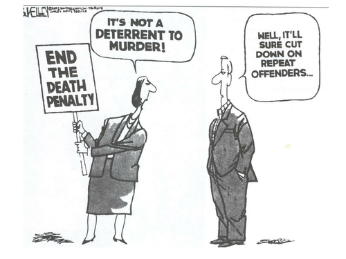 END
THE
DEATH
PENALTY
IT'S NOT A
DETERRENT TO
MURDER!
WELL, IT'LL
SURE CUT
DOWN ON
REPEAT
OFFENDERS...